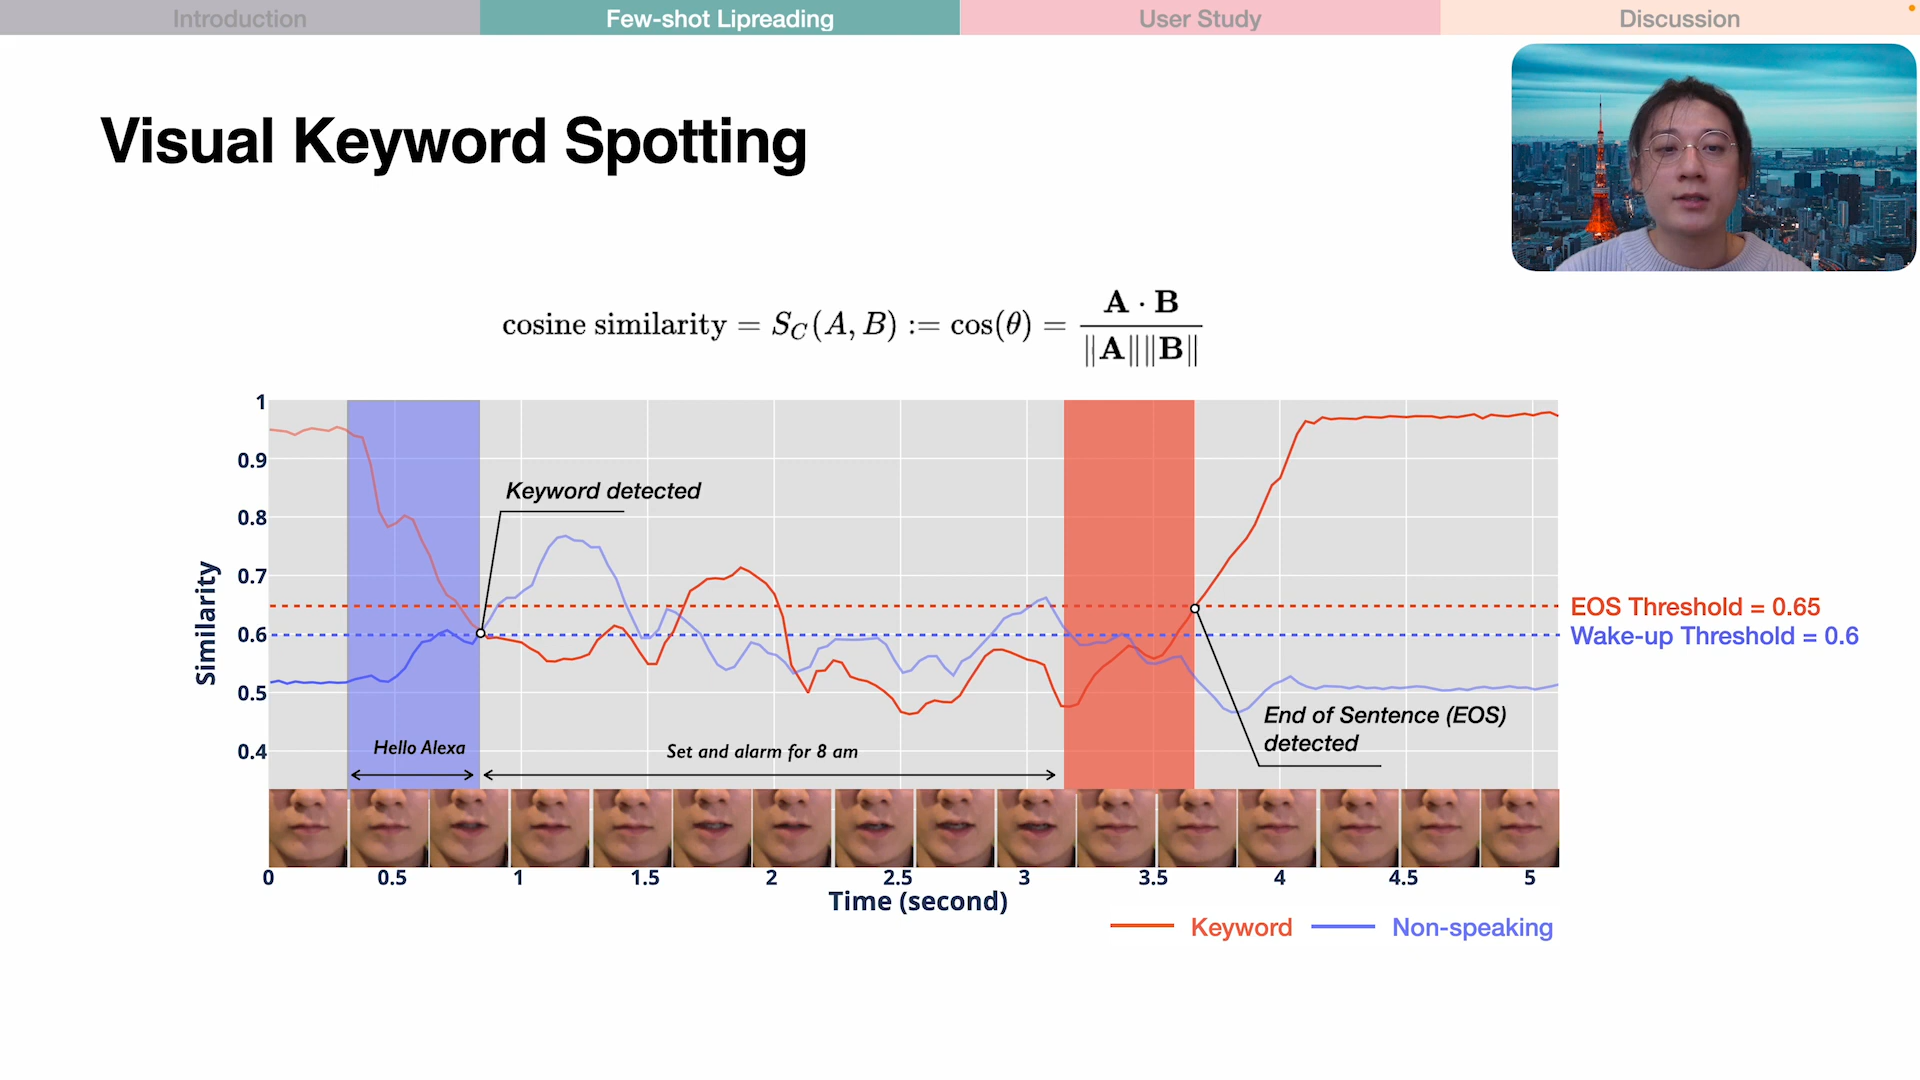 Introduction
Few-shot Lipreading
User Study
Discussion
Visual Keyword Spotting
cosine similarity = S_C(A, B) := cos(θ) = A · B / ‖A‖‖B‖
1
0.9
0.8
0.7
0.6
0.5
0.4
Similarity
Keyword detected
EOS Threshold = 0.65
Wake-up Threshold = 0.6
End of Sentence (EOS)
detected
Hello Alexa
Set and alarm for 8 am
0 0.5 1 1.5 2 2.5 3 3.5 4 4.5 5
Time (second)
Keyword
Non-speaking